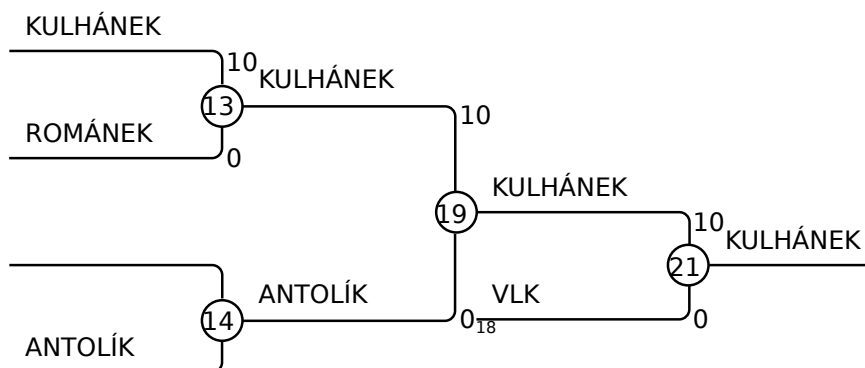 KULHÁNEK
10
KULHÁNEK
13
10
ROMÁNEK
0
KULHÁNEK
19
10
KULHÁNEK
21
ANTOLÍK
VLK
14
0
18
0
ANTOLÍK